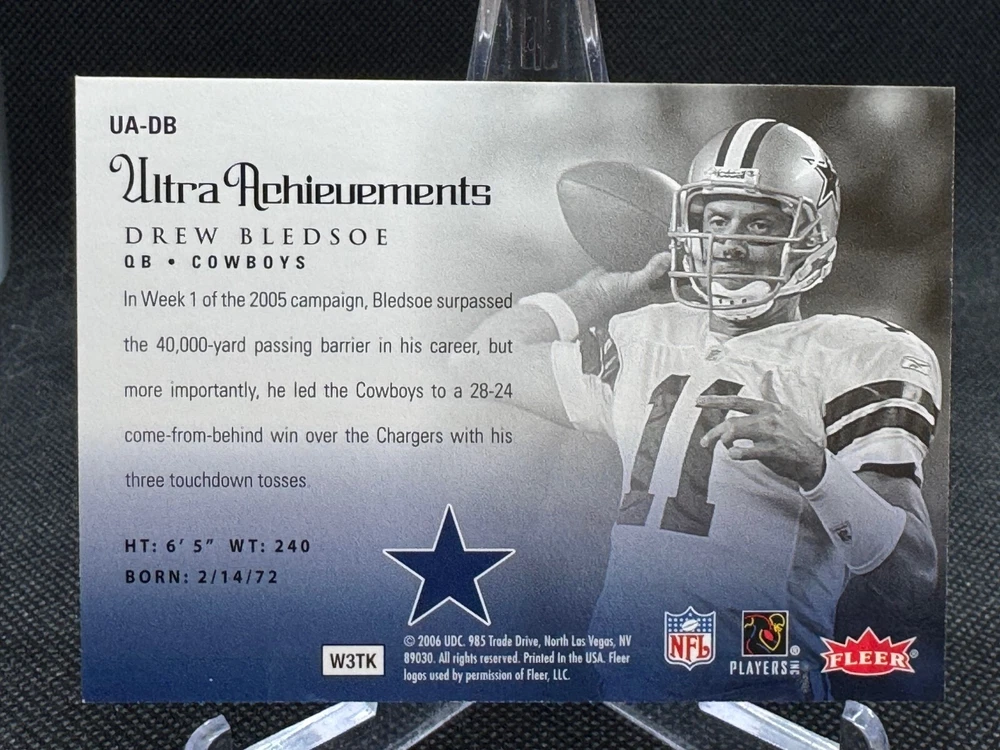 UA-DB
Ultra Achievements
DREW BLEDSOE
QB • COWBOYS
In Week 1 of the 2005 campaign, Bledsoe surpassed
the 40,000-yard passing barrier in his career, but
more importantly, he led the Cowboys to a 28-24
come-from-behind win over the Chargers with his
three touchdown tosses.
HT: 6' 5" WT: 240
BORN: 2/14/72
11
W3TK
© 2006 UDC. 985 Trade Drive, North Las Vegas, NV
89030. All rights reserved. Printed In the USA. Fleer
logos used by permission of Fleer, LLC.
NFL
PLAYERS INC ®
FLEER ®